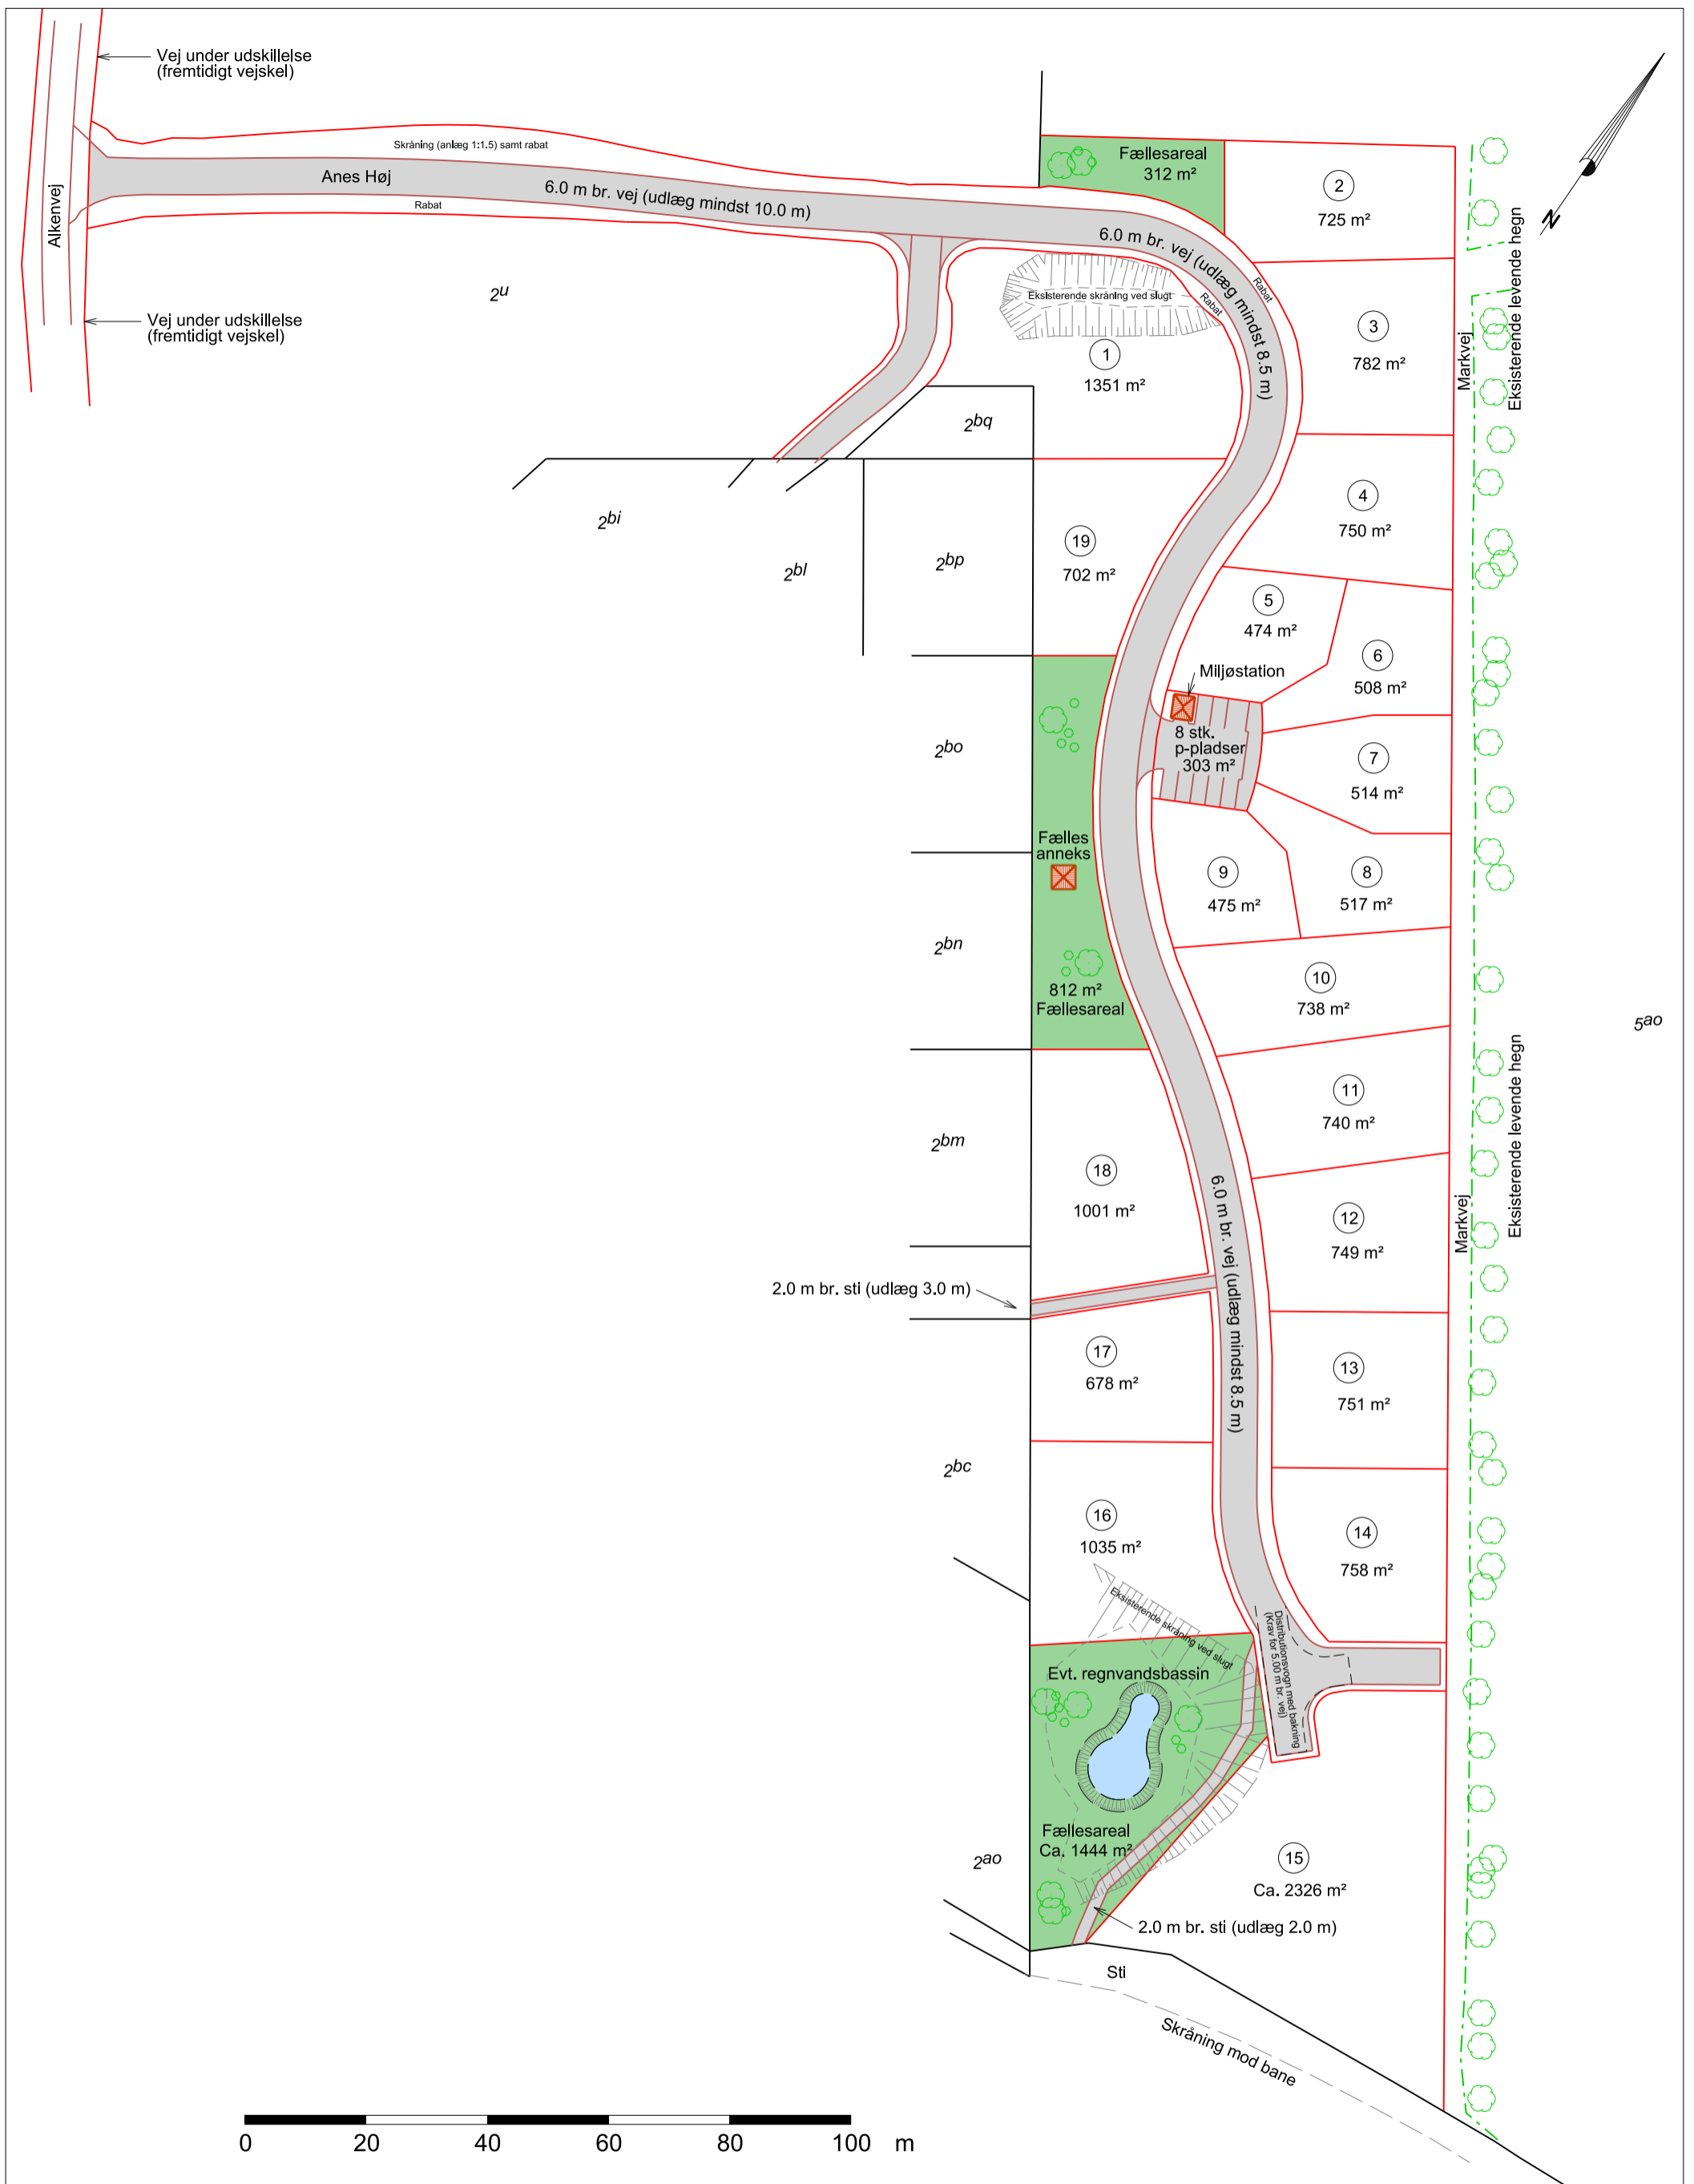 Vej under udskillelse
(fremtidigt vejskel)
Skråning (anlæg 1:1.5) samt rabat
Anes Høj
6.0 m br. vej (udlæg mindst 10.0 m)
Rabat
Alkenvej
Vej under udskillelse
(fremtidigt vejskel)
2u
Fællesareal
312 m²
2
725 m²
N
6.0 m br. vej (udlæg mindst 8.5 m)
Rabat
Rabat
Eksisterende skråning ved slugt
1
1351 m²
3
782 m²
Markvej
Eksisterende levende hegn
2bq
2bi
2bl
2bp
19
702 m²
4
750 m²
5
474 m²
6
508 m²
Miljøstation
8 stk.
p-pladser
303 m²
7
514 m²
2bo
Fælles
anneks
9
475 m²
8
517 m²
2bn
812 m²
Fællesareal
10
738 m²
5ao
11
740 m²
2bm
18
1001 m²
12
749 m²
Markvej
Eksisterende levende hegn
6.0 m br. vej (udlæg mindst 8.5 m)
2.0 m br. sti (udlæg 3.0 m)
17
678 m²
13
751 m²
2bc
16
1035 m²
14
758 m²
Eksisterende skråning ved slugt
Distributionsvogn med bakning
(Krav for 5.00 m br. vej)
Evt. regnvandsbassin
Fællesareal
Ca. 1444 m²
2ao
15
Ca. 2326 m²
2.0 m br. sti (udlæg 2.0 m)
Sti
Skråning mod bane
0 20 40 60 80 100 m